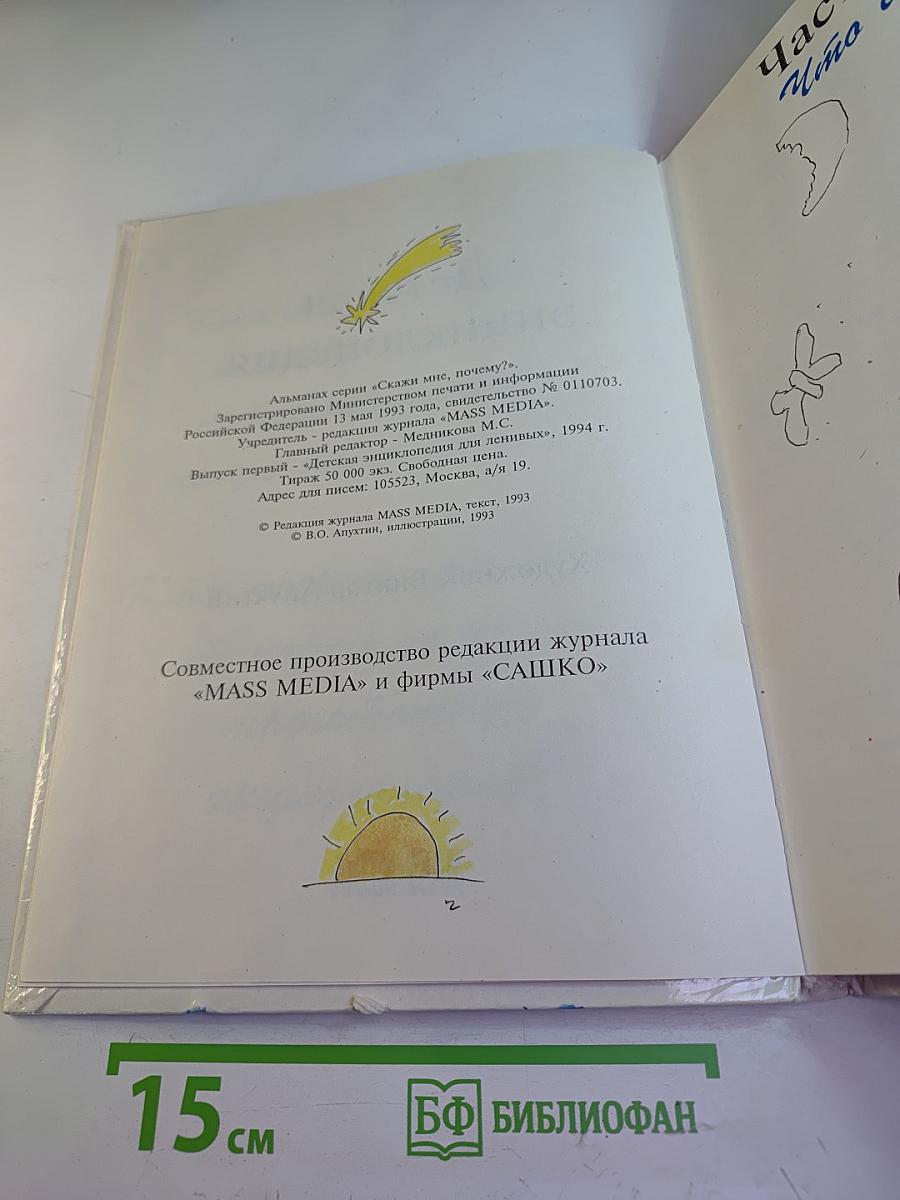 Альманах серии «Скажи мне, почему?».
Зарегистрировано Министерством печати и информации
Российской Федерации 13 мая 1993 года, свидетельство № 0110703.
Учредитель - редакция журнала «MASS MEDIA».
Главный редактор - Медникова М.С.
Выпуск первый - «Детская энциклопедия для ленивых», 1994 г.
Тираж 50 000 экз. Свободная цена.
Адрес для писем: 105523, Москва, а/я 19.
© Редакция журнала MASS MEDIA, текст, 1993
© В.О. Апухтин, иллюстрации, 1993
Совместное производство редакции журнала
«MASS MEDIA» и фирмы «САШКО»
2
Час
Что
15 см
БФ БИБЛИОФАН